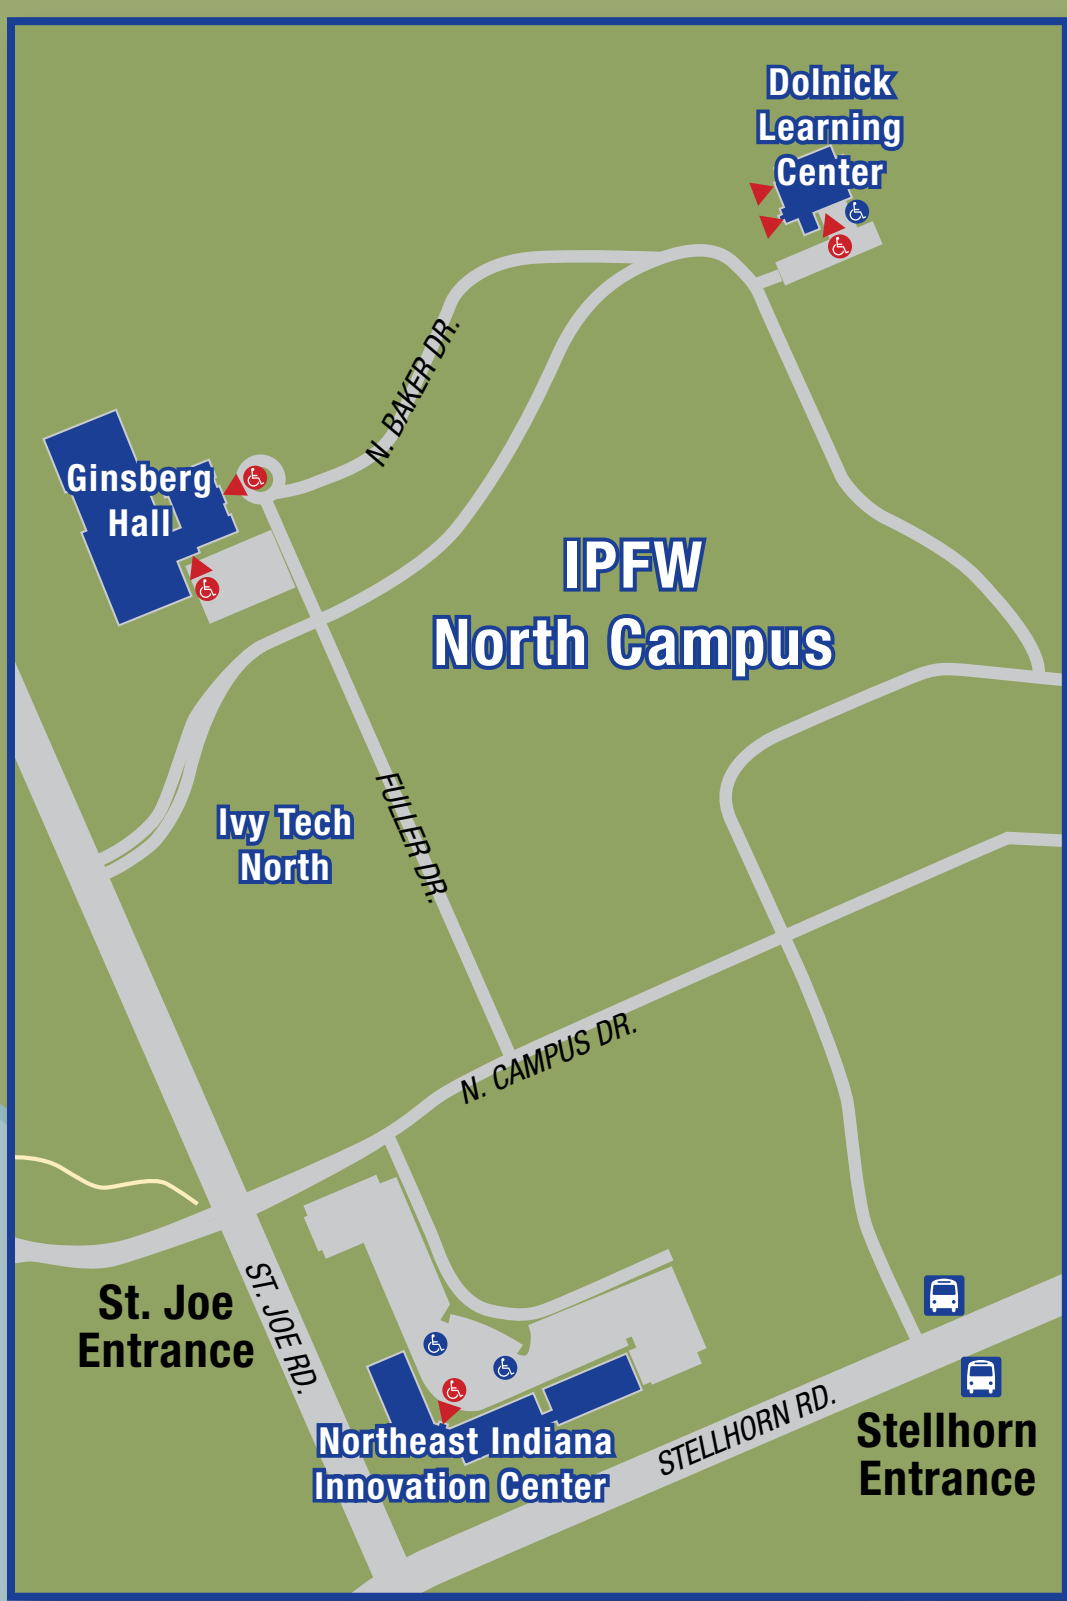 Dolnick
Learning
Center
N. BAKER DR.
Ginsberg
Hall
IPFW
North Campus
Ivy Tech
North
FULLER DR.
N. CAMPUS DR.
St. Joe
Entrance
ST. JOE RD.
Northeast Indiana
Innovation Center
STELLHORN RD.
Stellhorn
Entrance